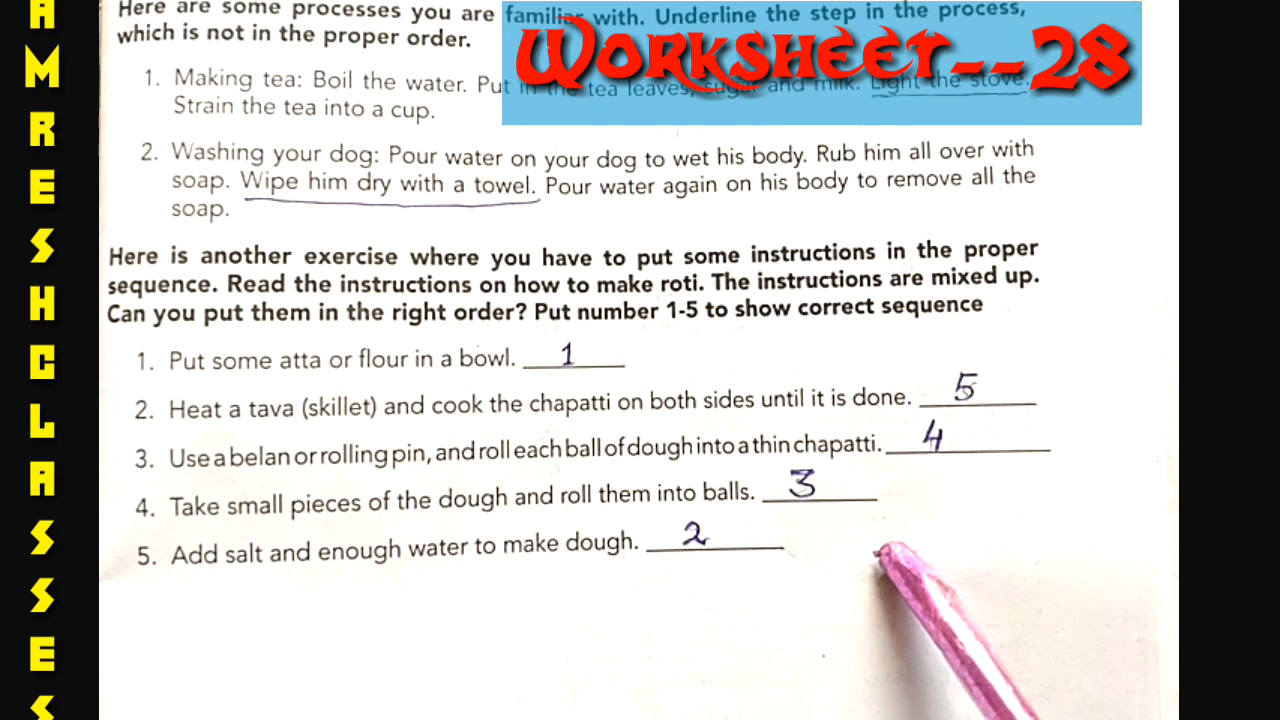 AMRESH CLASSES
Here are some processes you are familiar with. Underline the step in the process,
which is not in the proper order.
WORKSHEET--28
1. Making tea: Boil the water. Put in the tea leaves, sugar and milk. Light the stove.
Strain the tea into a cup.
2. Washing your dog: Pour water on your dog to wet his body. Rub him all over with
soap. Wipe him dry with a towel. Pour water again on his body to remove all the
soap.
Here is another exercise where you have to put some instructions in the proper
sequence. Read the instructions on how to make roti. The instructions are mixed up.
Can you put them in the right order? Put number 1-5 to show correct sequence
1. Put some atta or flour in a bowl. 1
2. Heat a tava (skillet) and cook the chapatti on both sides until it is done. 5
3. Use a belan or rolling pin, and roll each ball of dough into a thin chapatti. 4
4. Take small pieces of the dough and roll them into balls. 3
5. Add salt and enough water to make dough. 2